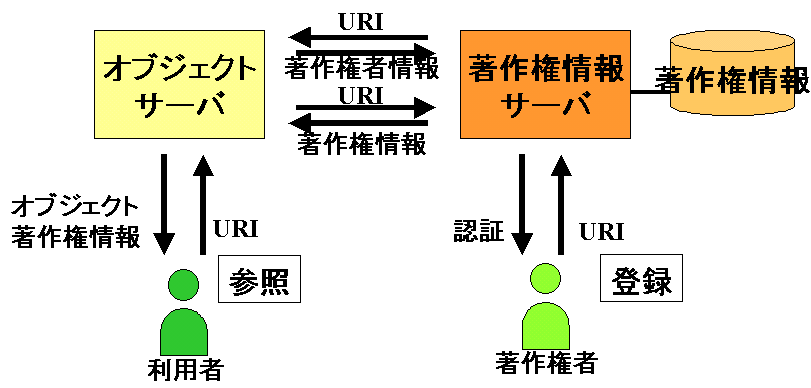 URI
オブジェクト
サーバ
著作権者情報
URI
著作権情報
著作権情報
サーバ
著作権情報
オブジェクト
著作権情報
URI
参照
利用者
認証
URI
登録
著作権者